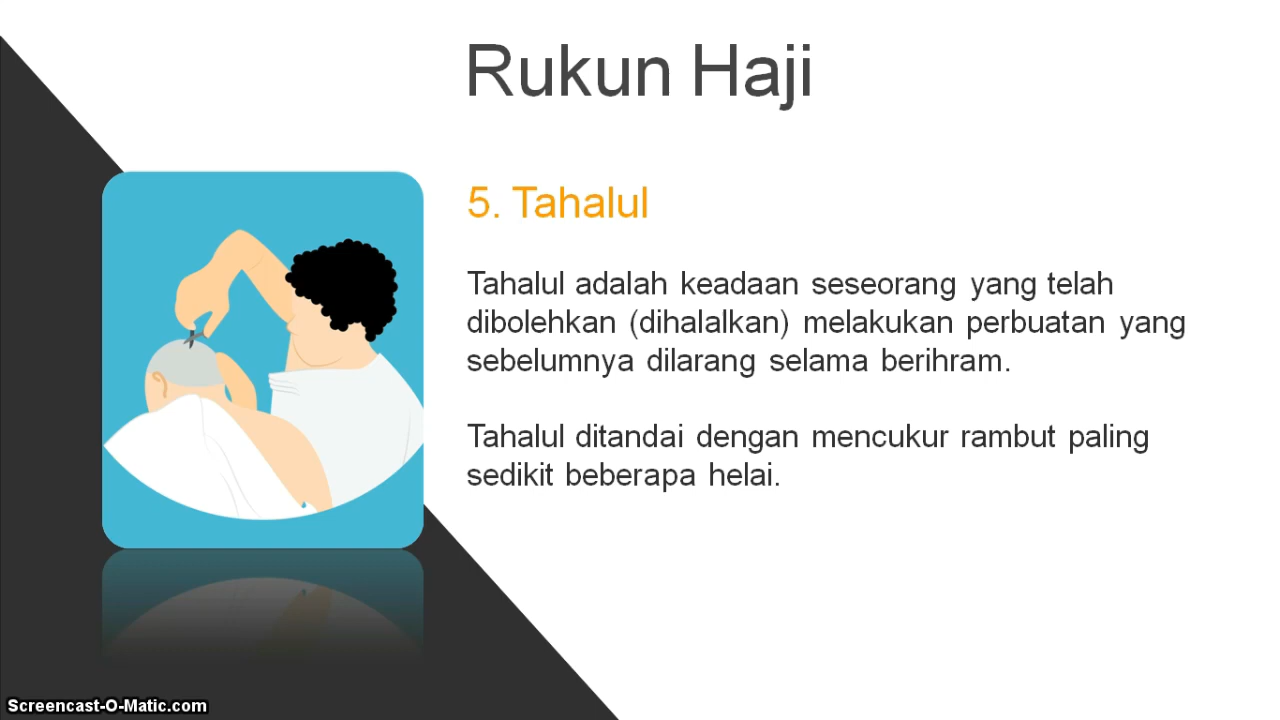 Rukun Haji
5. Tahalul
Tahalul adalah keadaan seseorang yang telah
dibolehkan (dihalalkan) melakukan perbuatan yang
sebelumnya dilarang selama berihram.
Tahalul ditandai dengan mencukur rambut paling
sedikit beberapa helai.
Screencast-O-Matic.com